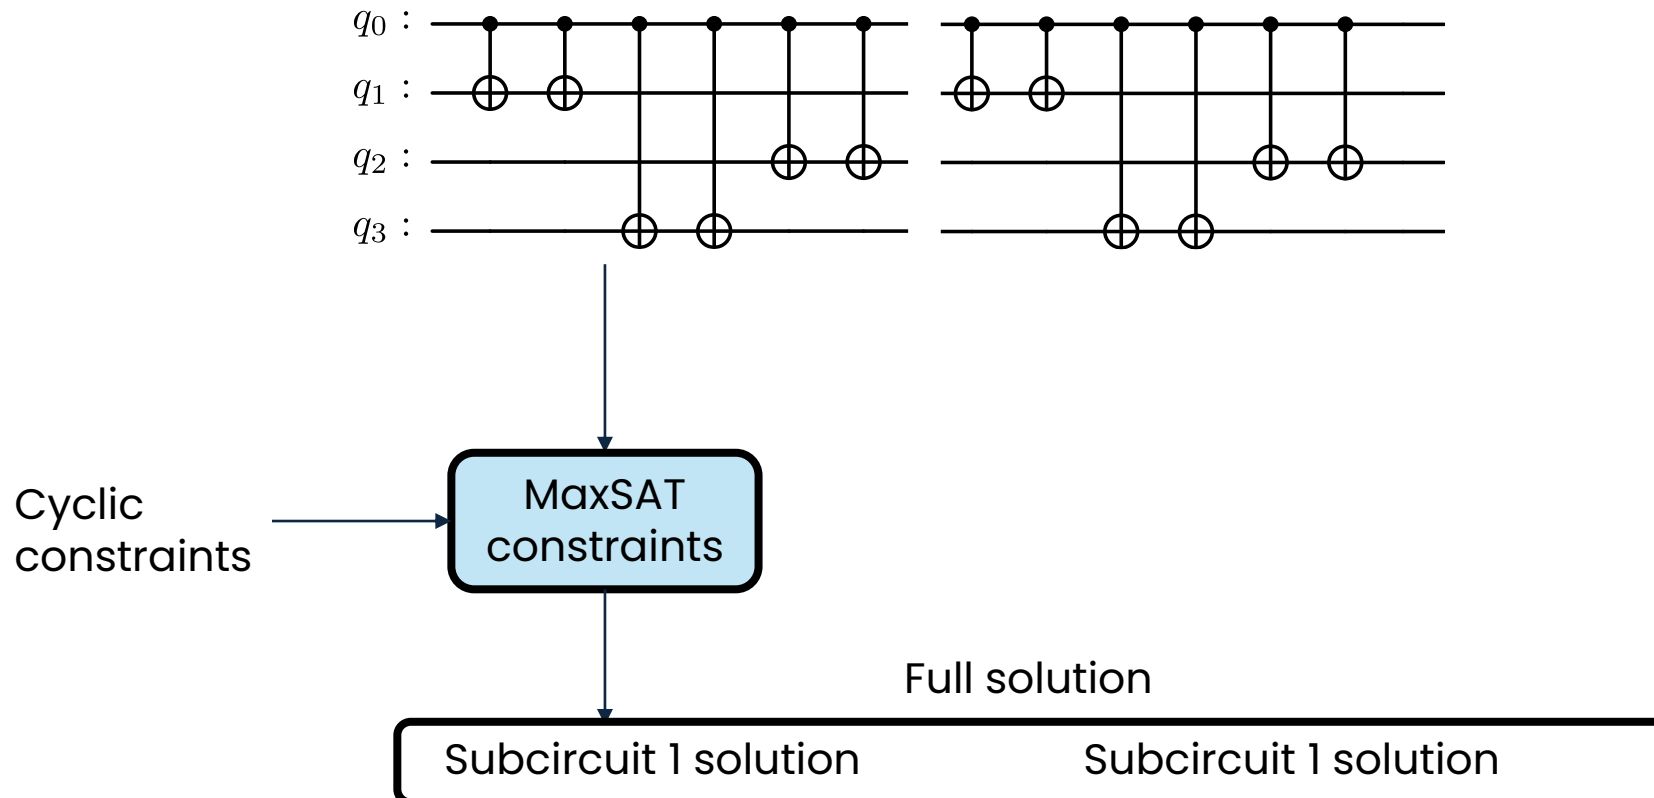 q₀ :
q₁ :
q₂ :
q₃ :
Cyclic
constraints
MaxSAT
constraints
Full solution
Subcircuit 1 solution
Subcircuit 1 solution